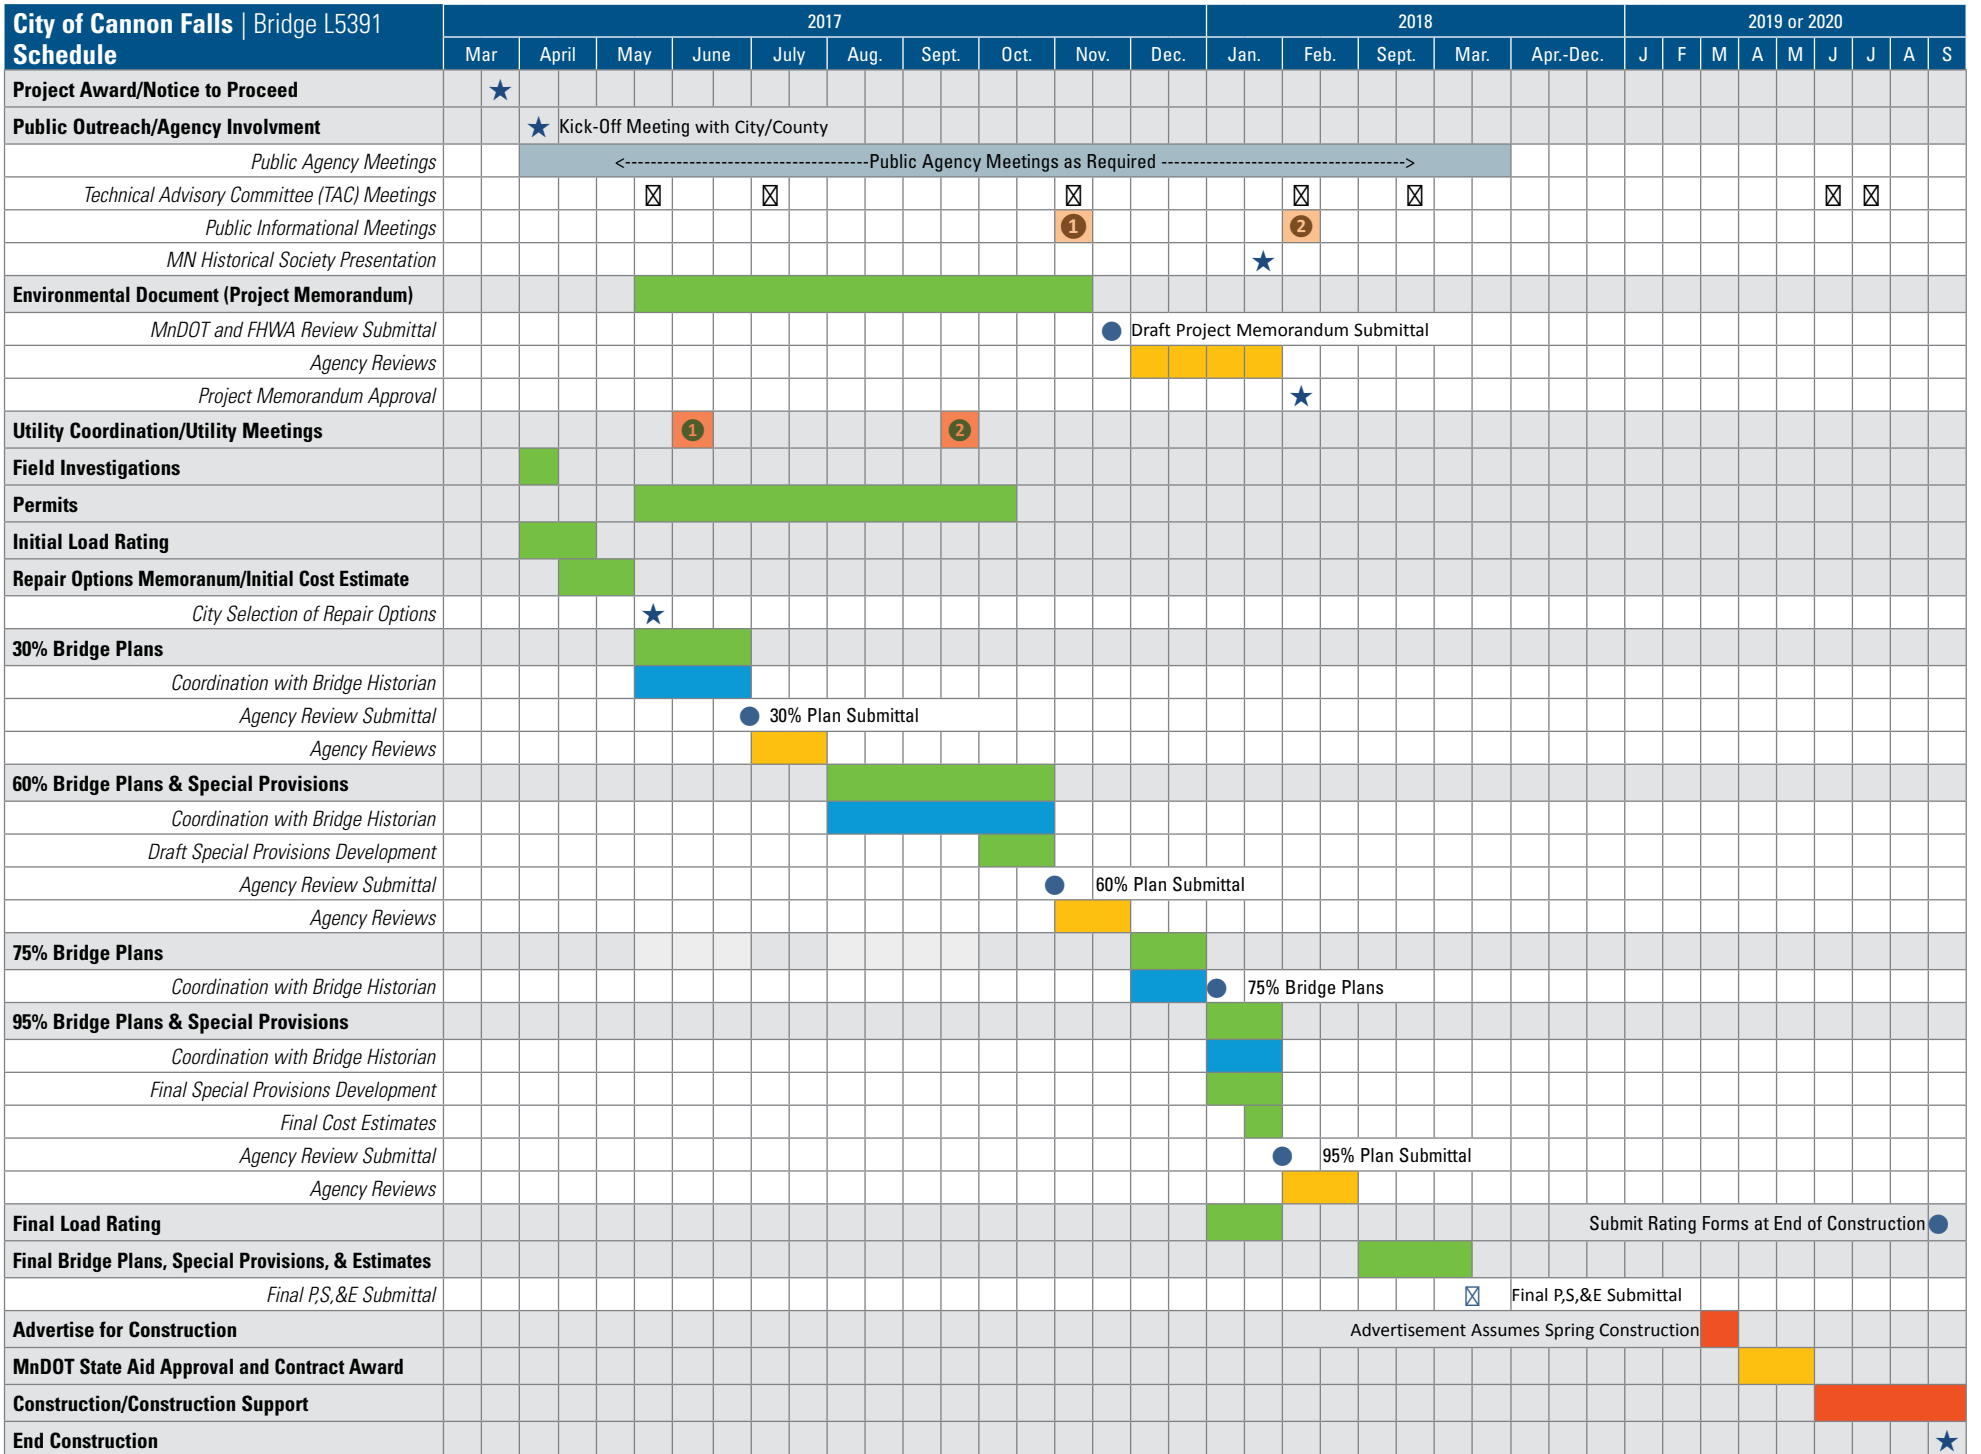 City of Cannon Falls | Bridge L5391
Schedule
2017
2018
2019 or 2020
Mar
April
May
June
July
Aug.
Sept.
Oct.
Nov.
Dec.
Jan.
Feb.
Sept.
Mar.
Apr.-Dec.
J
F
M
A
M
J
J
A
S
Project Award/Notice to Proceed
Public Outreach/Agency Involvment
Kick-Off Meeting with City/County
Public Agency Meetings
<-----------------------------------Public Agency Meetings as Required ----------------------------------->
Technical Advisory Committee (TAC) Meetings
Public Informational Meetings
1
2
MN Historical Society Presentation
Environmental Document (Project Memorandum)
MnDOT and FHWA Review Submittal
Draft Project Memorandum Submittal
Agency Reviews
Project Memorandum Approval
Utility Coordination/Utility Meetings
1
2
Field Investigations
Permits
Initial Load Rating
Repair Options Memoranum/Initial Cost Estimate
City Selection of Repair Options
30% Bridge Plans
Coordination with Bridge Historian
Agency Review Submittal
30% Plan Submittal
Agency Reviews
60% Bridge Plans & Special Provisions
Coordination with Bridge Historian
Draft Special Provisions Development
Agency Review Submittal
60% Plan Submittal
Agency Reviews
75% Bridge Plans
Coordination with Bridge Historian
75% Bridge Plans
95% Bridge Plans & Special Provisions
Coordination with Bridge Historian
Final Special Provisions Development
Final Cost Estimates
Agency Review Submittal
95% Plan Submittal
Agency Reviews
Final Load Rating
Submit Rating Forms at End of Construction
Final Bridge Plans, Special Provisions, & Estimates
Final P,S,&E Submittal
Final P,S,&E Submittal
Advertise for Construction
Advertisement Assumes Spring Construction
MnDOT State Aid Approval and Contract Award
Construction/Construction Support
End Construction